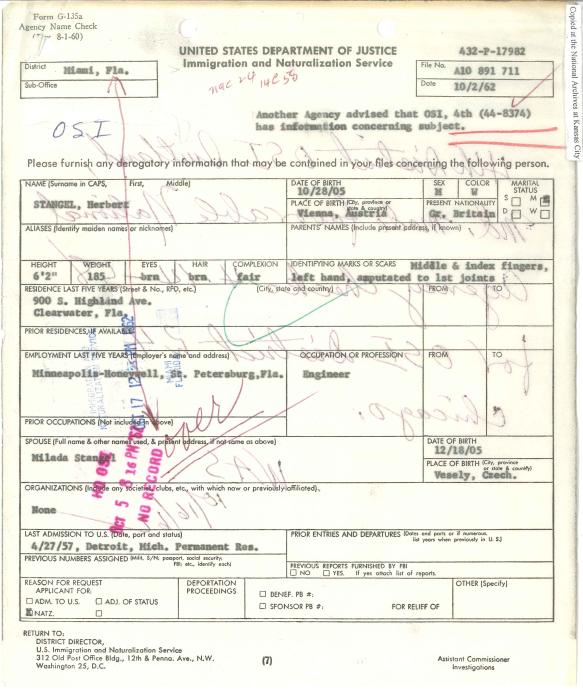 Form G-135a
Agency Name Check
8-1-60)
UNITED STATES DEPARTMENT OF JUSTICE
Immigration and Naturalization Service
432-P-17982
District Miami, Fla.
Sub-Office
File No. A10 891 711
Date 10/2/62
OSI
Another Agency advised that OSI, 4th (44-8374)
has information concerning subject.
Please furnish any derogatory information that may be contained in your files concerning the following person.
NAME (Surname in CAPS, First, Middle)
STANGEL, Herbert
DATE OF BIRTH
10/28/05
PLACE OF BIRTH (City, province or state & country)
Vienna, Austria
SEX
M
COLOR
W
PRESENT NATIONALITY
Gr. Britain
MARITAL STATUS
S M
D W
ALIASES (Identify maiden names or nicknames)
PARENTS' NAMES (Include present address, if known)
HEIGHT WEIGHT EYES HAIR COMPLEXION
6'2" 185 brn brn fair
IDENTIFYING MARKS OR SCARS Middle & index fingers,
left hand, amputated to 1st joints
RESIDENCE LAST FIVE YEARS (Street & No., RFD, etc.) (City, state and country) FROM TO
900 S. Highland Ave.
Clearwater, Fla.
PRIOR RESIDENCES, IF AVAILABLE
EMPLOYMENT LAST FIVE YEARS (Employer's name and address)
Minneapolis-Honeywell, St. Petersburg, Fla.
OCCUPATION OR PROFESSION
Engineer
FROM TO
PRIOR OCCUPATIONS (Not included in above)
over
SPOUSE (Full name & other names used, & present address, if not same as above)
Milada Stangel
DATE OF BIRTH
12/18/05
PLACE OF BIRTH (City, province or state & country)
Vesely, Czech.
NO OSI
OCT 5 8 16 PM '62
NO RECORD
ORGANIZATIONS (Include any societies, clubs, etc., with which now or previously affiliated).
None
LAST ADMISSION TO U.S. (Date, port and status)
4/27/57, Detroit, Mich. Permanent Res.
PRIOR ENTRIES AND DEPARTURES (Dates and ports or if numerous, list years when previously in U.S.)
PREVIOUS NUMBERS ASSIGNED (Milit. S/N; passport, social security; FBI; etc., identify each)
PREVIOUS REPORTS FURNISHED BY FBI
NO YES. If yes attach list of reports.
REASON FOR REQUEST
APPLICANT FOR:
ADM. TO U.S. ADJ. OF STATUS
NATZ.
DEPORTATION PROCEEDINGS
BENEF. PB #:
SPONSOR PB #: FOR RELIEF OF
OTHER (Specify)
RETURN TO:
DISTRICT DIRECTOR,
U.S. Immigration and Naturalization Service
312 Old Post Office Bldg., 12th & Penna. Ave., N.W.
Washington 25, D.C.
(7)
Assistant Commissioner
Investigations
Copied at the National Archives at Kansas City